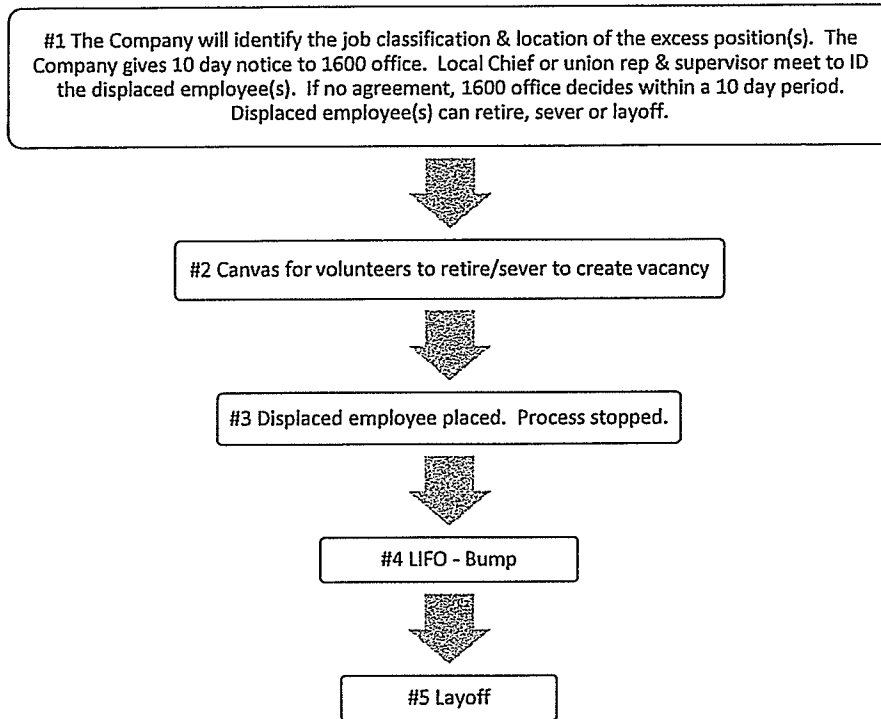 #1 The Company will identify the job classification & location of the excess position(s).  The
Company gives 10 day notice to 1600 office.  Local Chief or union rep & supervisor meet to ID
the displaced employee(s).  If no agreement, 1600 office decides within a 10 day period.
Displaced employee(s) can retire, sever or layoff.
#2 Canvas for volunteers to retire/sever to create vacancy
#3 Displaced employee placed.  Process stopped.
#4 LIFO - Bump
#5 Layoff